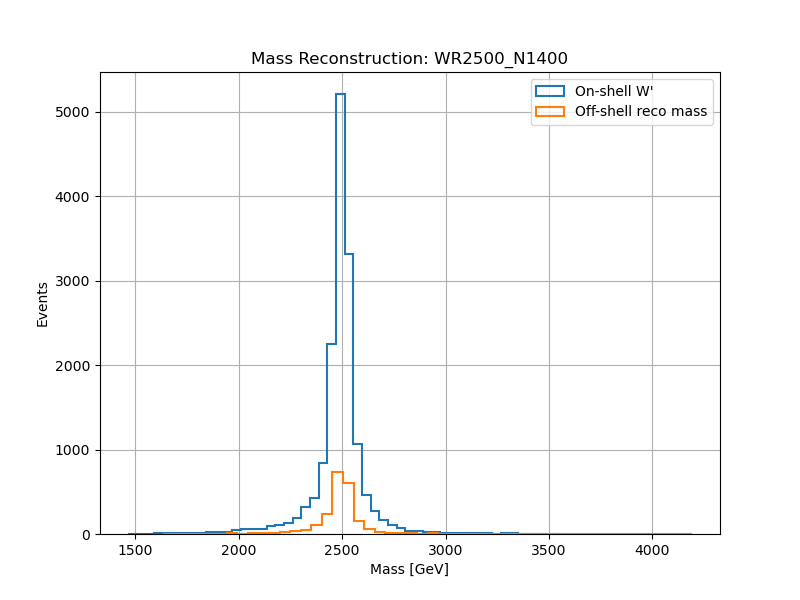 Mass Reconstruction: WR2500_N1400
On-shell W'
Off-shell reco mass
5000
4000
3000
2000
1000
0
Events
1500
2000
2500
3000
3500
4000
Mass [GeV]